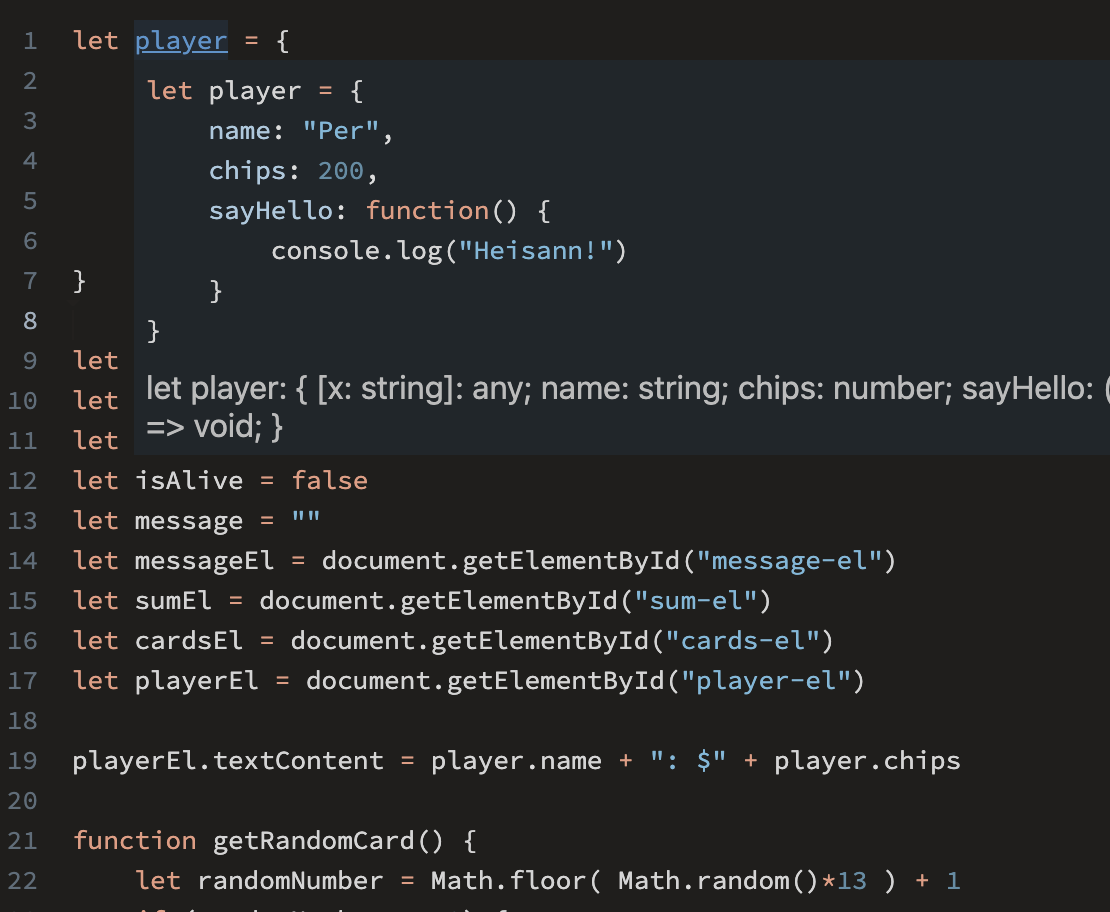 1 let player = {
2
3
4
5
6
7 }
8
let player = {
name: "Per",
chips: 200,
sayHello: function() {
console.log("Heisann!")
}
}
let player: { [x: string]: any; name: string; chips: number; sayHello: (
=> void; }
9 let
10 let
11 let
12 let isAlive = false
13 let message = ""
14 let messageEl = document.getElementById("message-el")
15 let sumEl = document.getElementById("sum-el")
16 let cardsEl = document.getElementById("cards-el")
17 let playerEl = document.getElementById("player-el")
18
19 playerEl.textContent = player.name + ": $" + player.chips
20
21 function getRandomCard() {
22 let randomNumber = Math.floor( Math.random()*13 ) + 1